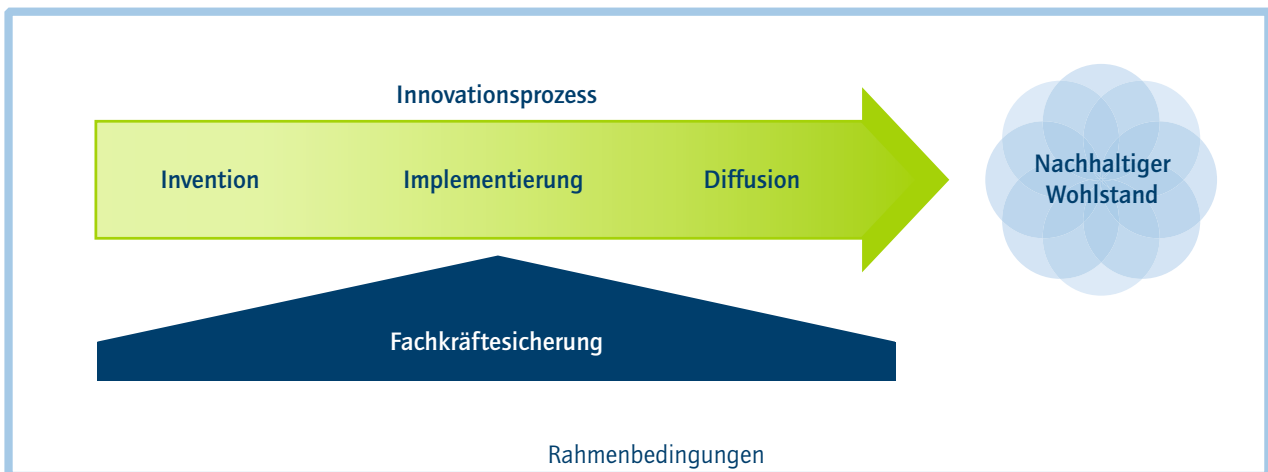 Innovationsprozess
Invention
Implementierung
Diffusion
Nachhaltiger
Wohlstand
Fachkräftesicherung
Rahmenbedingungen